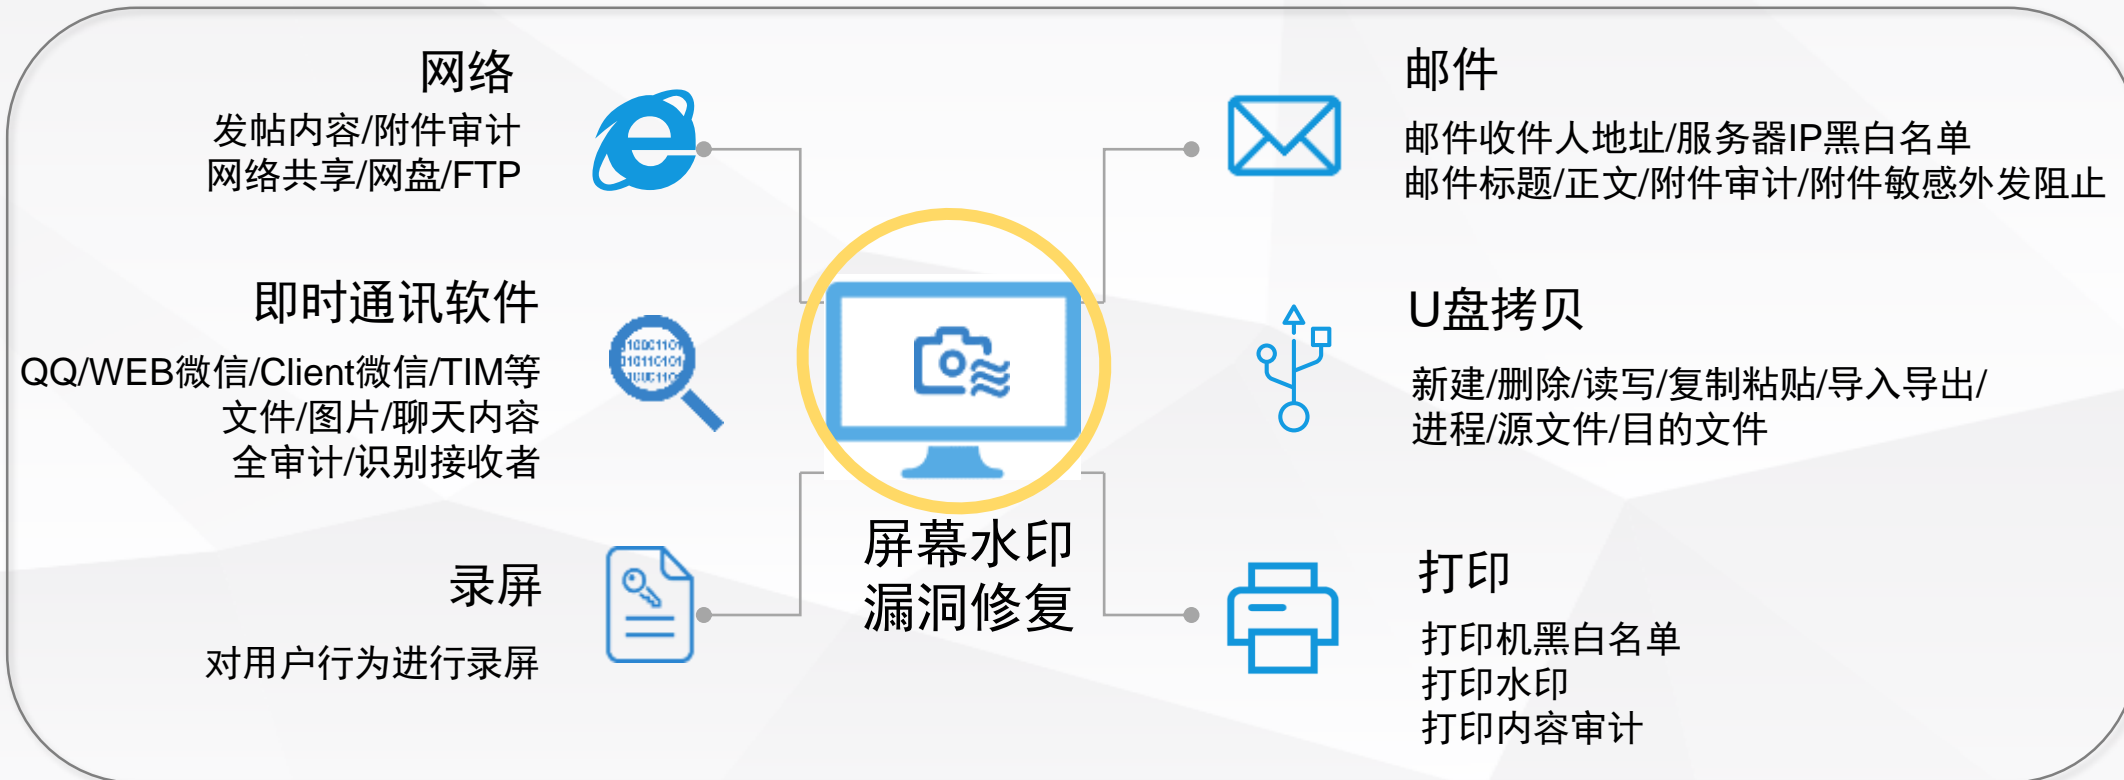 网络
发帖内容/附件审计
网络共享/网盘/FTP
即时通讯软件
QQ/WEB微信/Client微信/TIM等
文件/图片/聊天内容
全审计/识别接收者
录屏
对用户行为进行录屏
屏幕水印
漏洞修复
邮件
邮件收件人地址/服务器IP黑白名单
邮件标题/正文/附件审计/附件敏感外发阻止
U盘拷贝
新建/删除/读写/复制粘贴/导入导出/
进程/源文件/目的文件
打印
打印机黑白名单
打印水印
打印内容审计